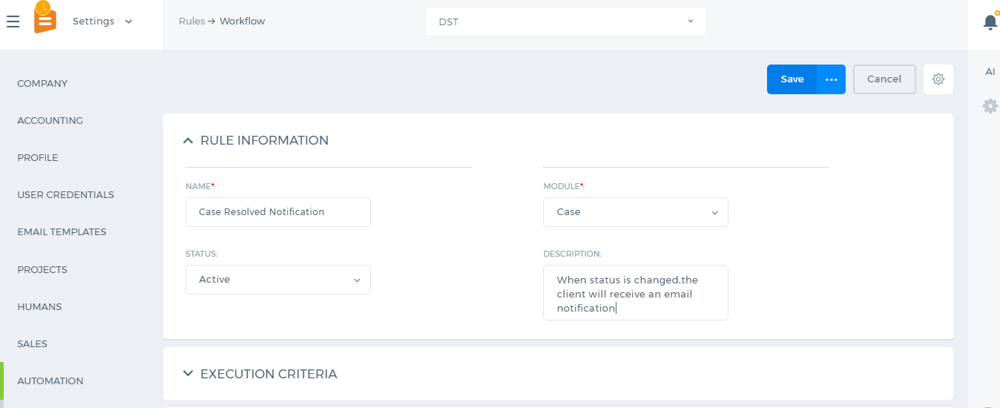 Settings
Rules → Workflow
DST
AI
Save ... Cancel
COMPANY
ACCOUNTING
PROFILE
USER CREDENTIALS
EMAIL TEMPLATES
PROJECTS
HUMANS
SALES
AUTOMATION
RULE INFORMATION
NAME*:
Case Resolved Notification
MODULE*:
Case
STATUS:
Active
DESCRIPTION:
When status is changed,the
client will receive an email
notification
EXECUTION CRITERIA